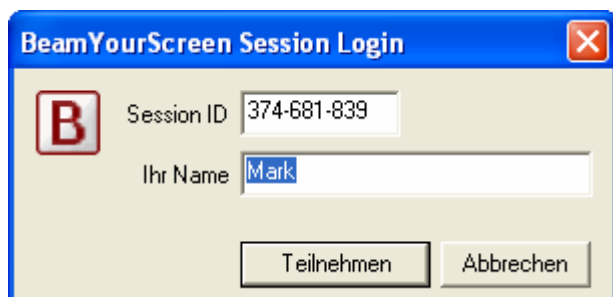 BeamYourScreen Session Login
B
Session ID 374-681-839
Ihr Name Mark
Teilnehmen Abbrechen